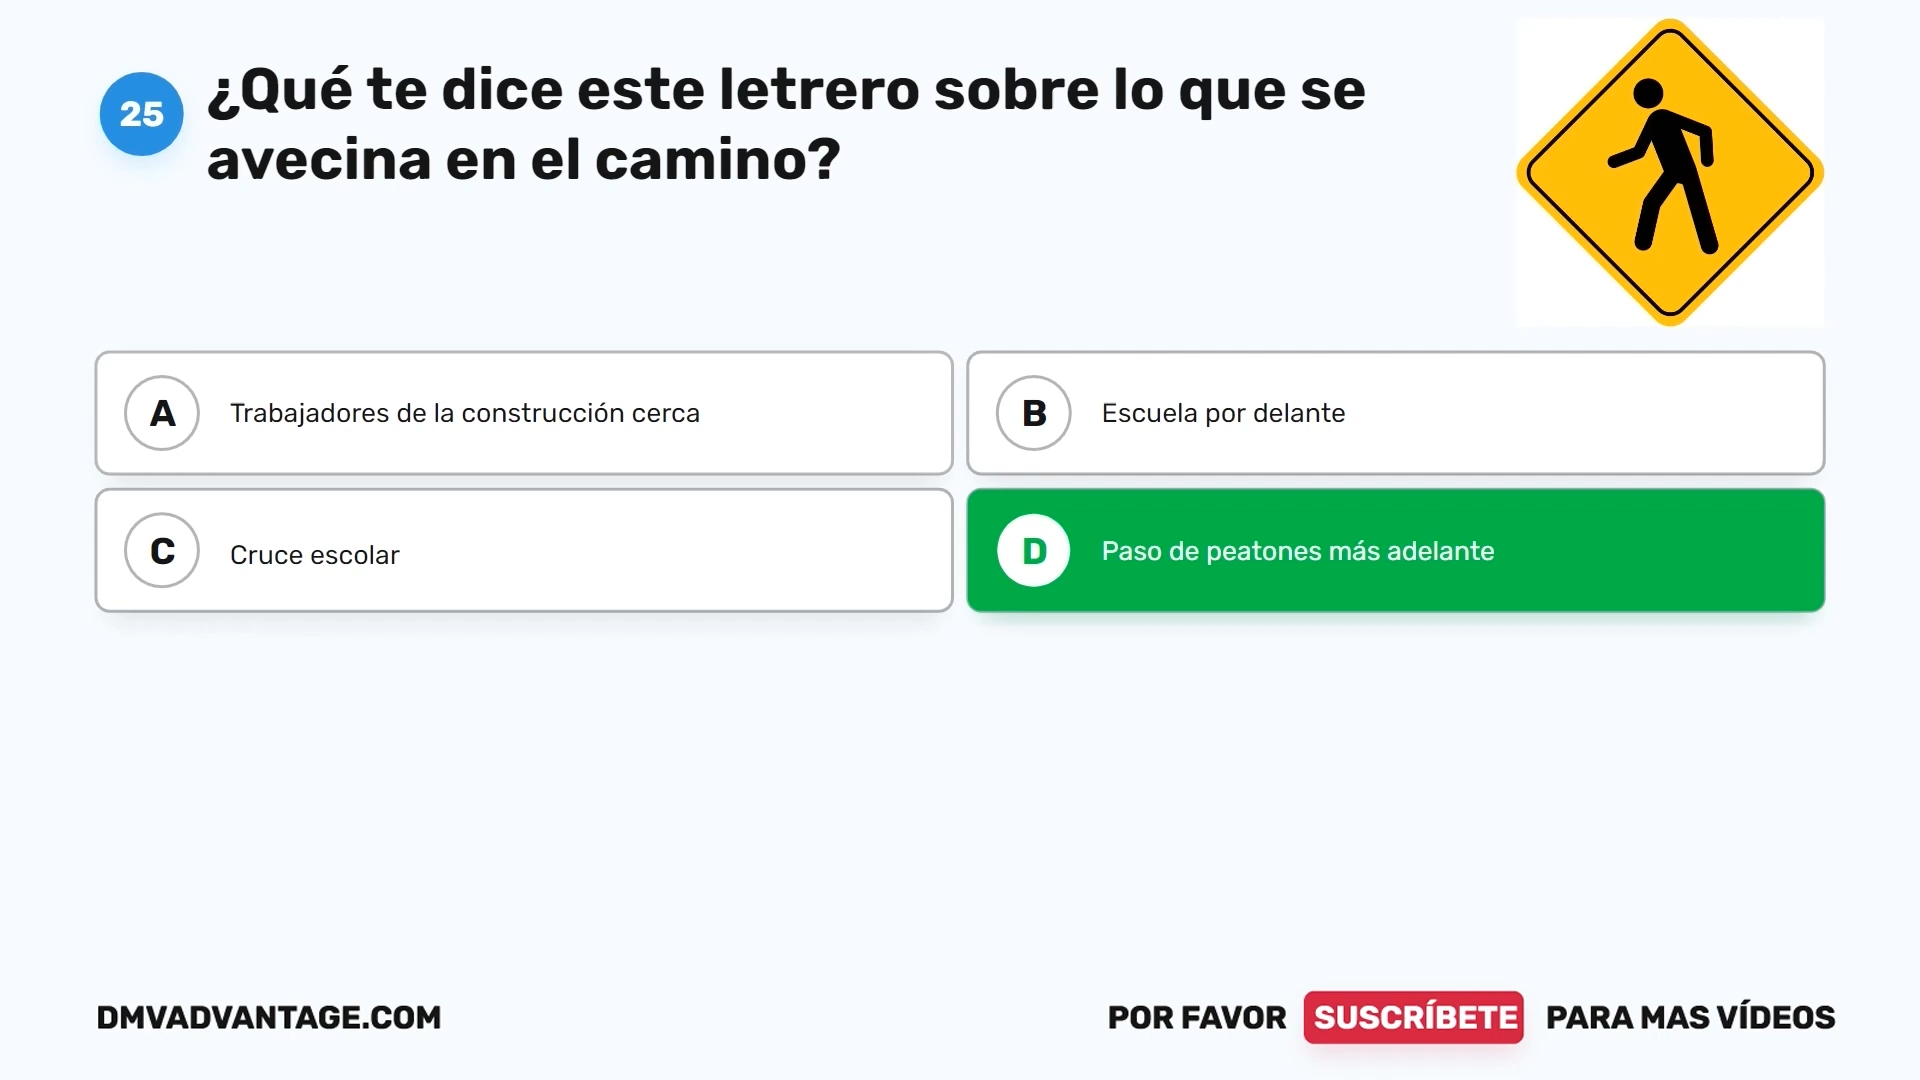 25
¿Qué te dice este letrero sobre lo que se
avecina en el camino?
A
Trabajadores de la construcción cerca
B
Escuela por delante
C
Cruce escolar
D
Paso de peatones más adelante
DMVADVANTAGE.COM
POR FAVOR SUSCRÍBETE PARA MAS VÍDEOS